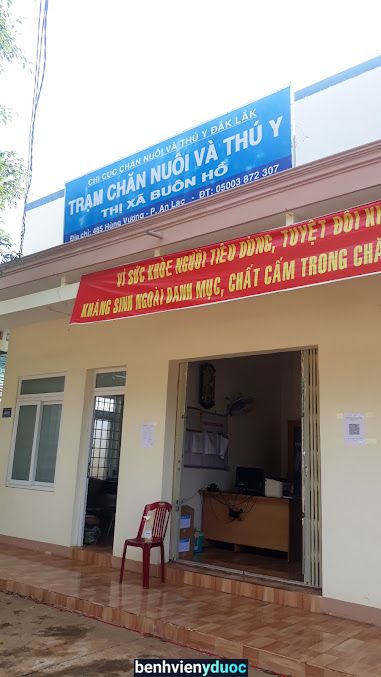 CHI CỤC CHĂN NUÔI VÀ THÚ Y ĐẮK LẮK
TRẠM CHĂN NUÔI VÀ THÚ Y
THỊ XÃ BUÔN HỒ
Địa chỉ: 485 Hùng Vương - P. An Lạc - ĐT: 05003 872 307
VÌ SỨC KHỎE NGƯỜI TIÊU DÙNG, TUYỆT ĐỐI
KHÁNG SINH NGOÀI DANH MỤC, CHẤT CẤM TRONG
benhvienyduoc